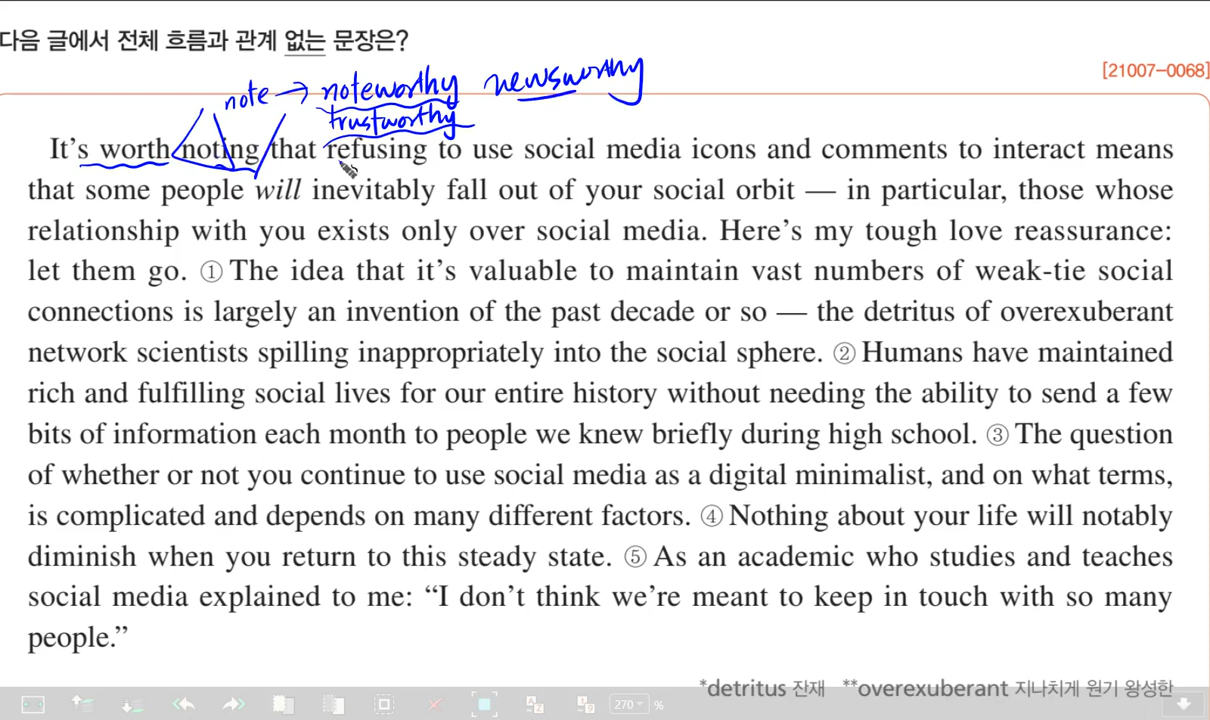 다음 글에서 전체 흐름과 관계 없는 문장은?
[21007-0068]
note → noteworthy newsworthy
trustworthy
It's worth noting that refusing to use social media icons and comments to interact means
that some people will inevitably fall out of your social orbit — in particular, those whose
relationship with you exists only over social media. Here's my tough love reassurance:
let them go. ① The idea that it's valuable to maintain vast numbers of weak-tie social
connections is largely an invention of the past decade or so — the detritus of overexuberant
network scientists spilling inappropriately into the social sphere. ② Humans have maintained
rich and fulfilling social lives for our entire history without needing the ability to send a few
bits of information each month to people we knew briefly during high school. ③ The question
of whether or not you continue to use social media as a digital minimalist, and on what terms,
is complicated and depends on many different factors. ④ Nothing about your life will notably
diminish when you return to this steady state. ⑤ As an academic who studies and teaches
social media explained to me: “I don't think we're meant to keep in touch with so many
people.”
*detritus 잔재 **overexuberant 지나치게 원기 왕성한
270 %